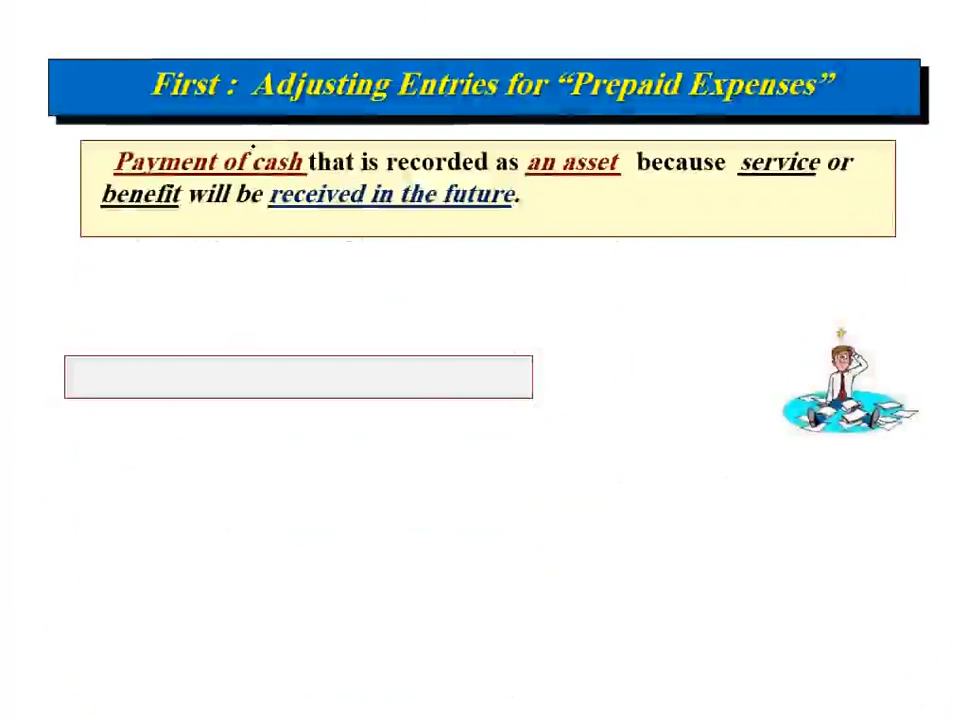 First : Adjusting Entries for “Prepaid Expenses”
Payment of cash that is recorded as an asset because service or
benefit will be received in the future.